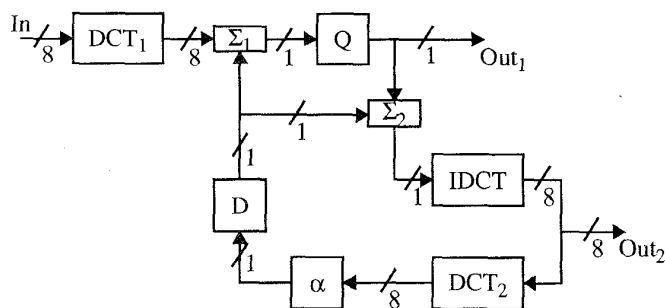 In
8
DCT₁
8
Σ₁
1
Q
1
Out₁
1
Σ₂
1
1
IDCT
8
D
8
Out₂
1
α
8
DCT₂